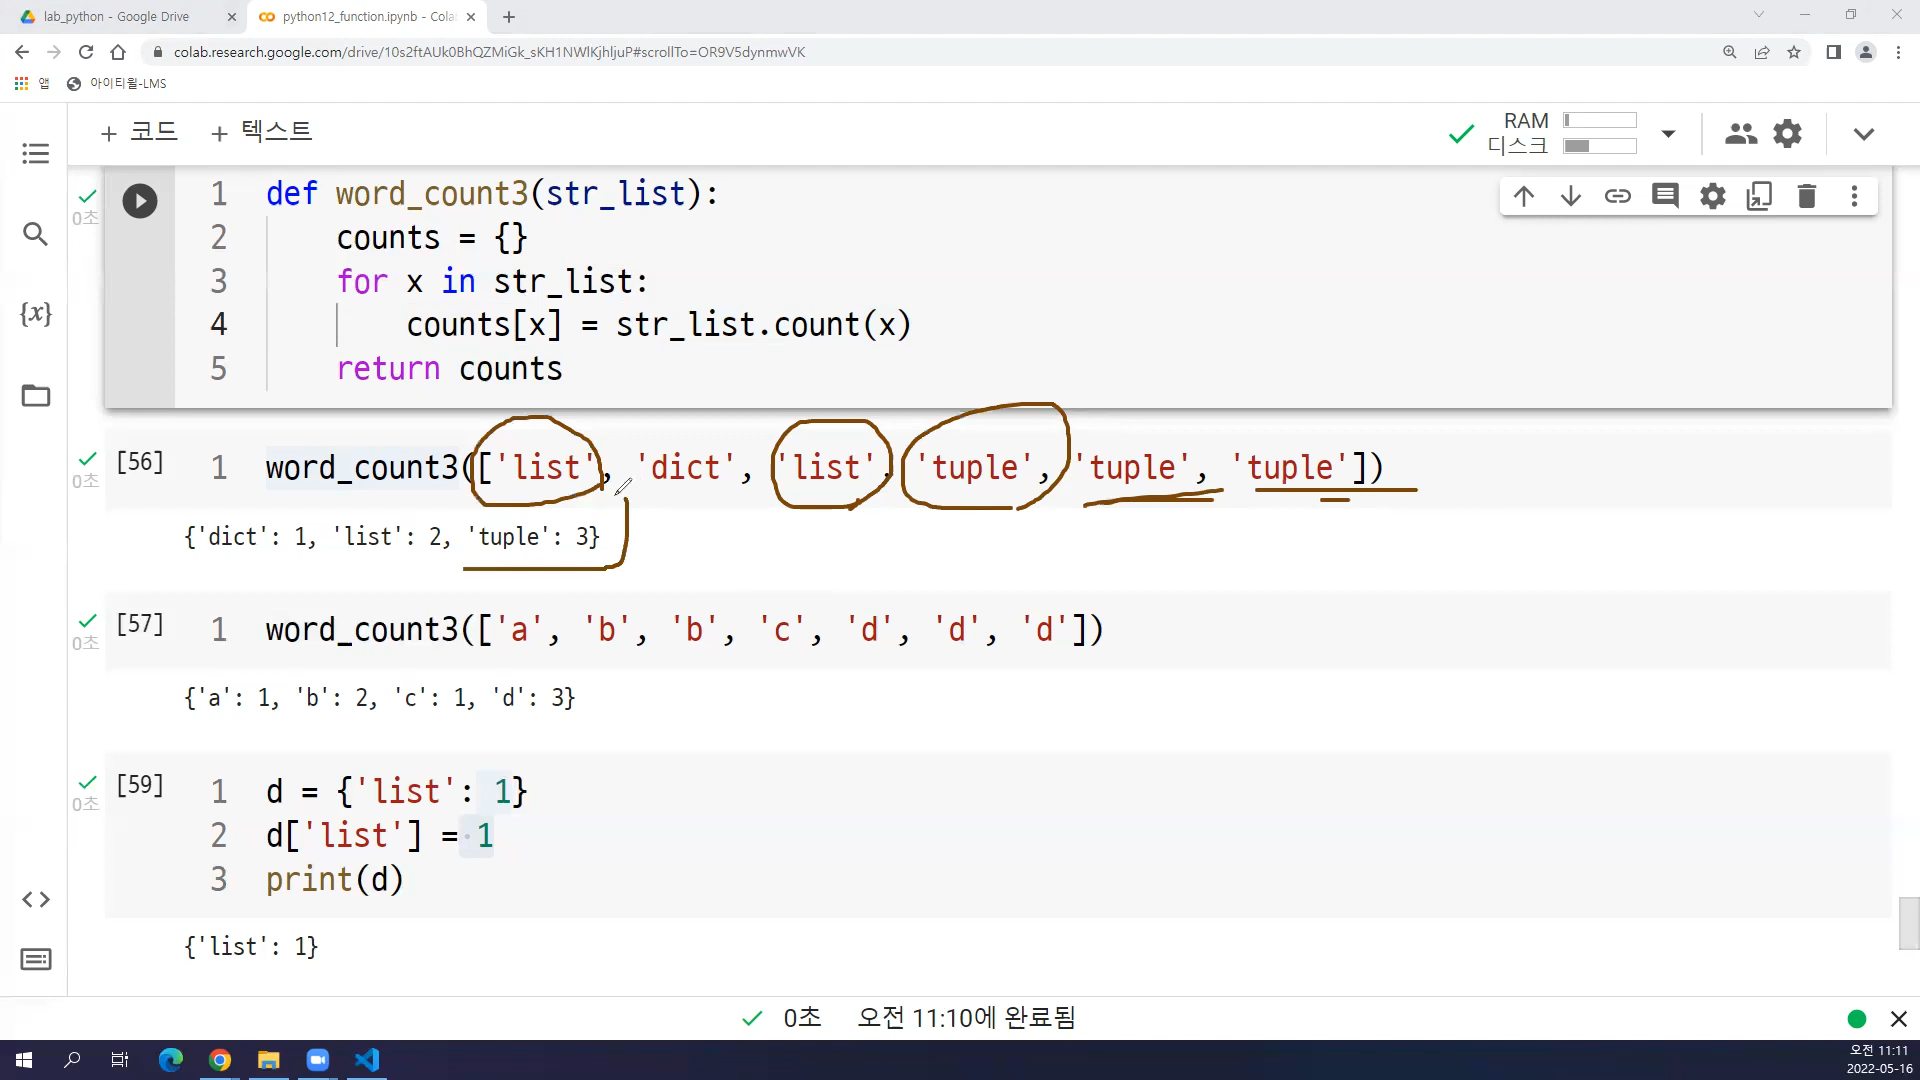 lab_python - Google Drive
python12_function.ipynb - Cola
colab.research.google.com/drive/10s2ftAUk0BhQZMiGk_sKH1NWlKjhljuP#scrollTo=OR9V5dynmwVK
앱 아이티윌-LMS
+ 코드 + 텍스트
RAM
디스크
0초
1 def word_count3(str_list):
2 counts = {}
3 for x in str_list:
4 counts[x] = str_list.count(x)
5 return counts
0초
[56] 1 word_count3(['list', 'dict', 'list', 'tuple', 'tuple', 'tuple'])
{'dict': 1, 'list': 2, 'tuple': 3}
0초
[57] 1 word_count3(['a', 'b', 'b', 'c', 'd', 'd', 'd'])
{'a': 1, 'b': 2, 'c': 1, 'd': 3}
0초
[59] 1 d = {'list': 1}
2 d['list'] = 1
3 print(d)
{'list': 1}
0초 오전 11:10에 완료됨
오전 11:11
2022-05-16